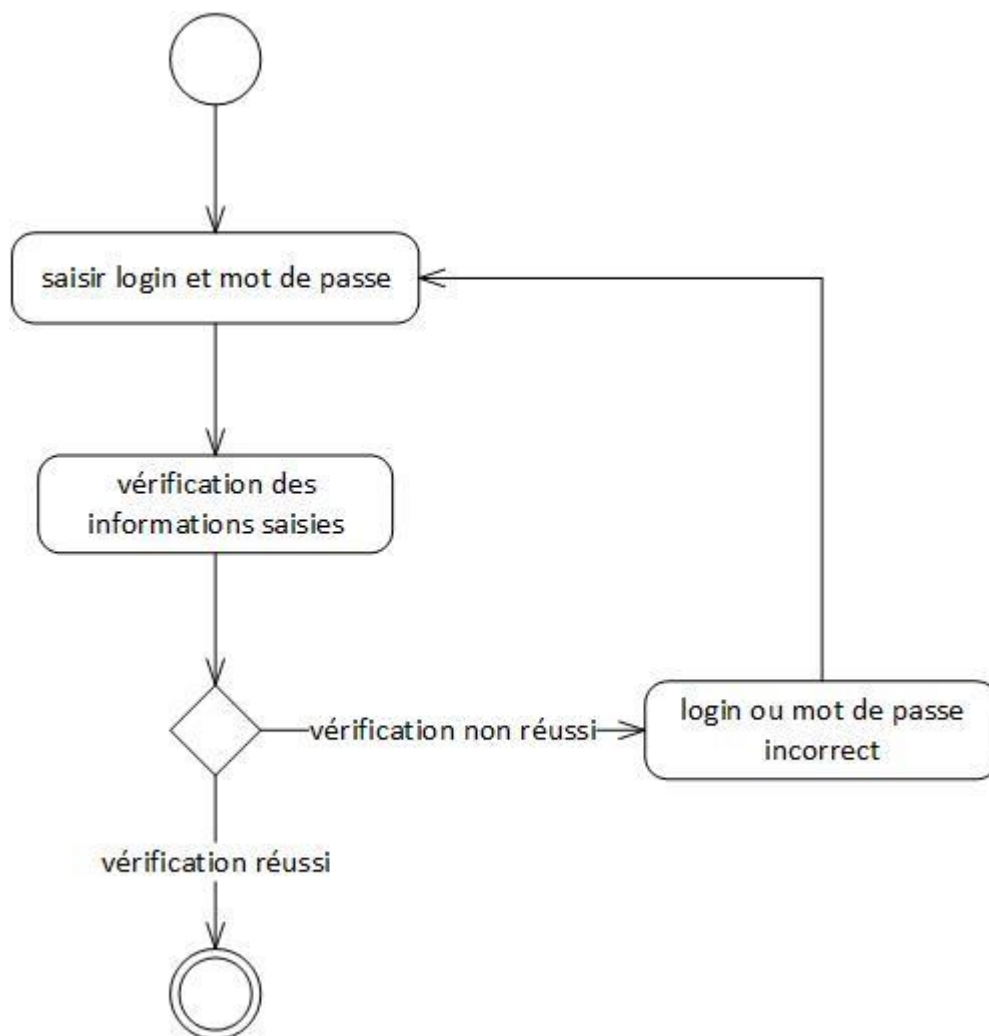 saisir login et mot de passe
vérification des
informations saisies
vérification non réussi
login ou mot de passe
incorrect
vérification réussi